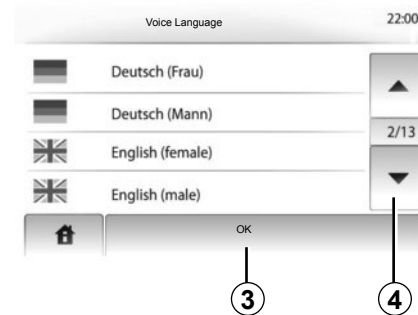 Voice Language
22:00
Deutsch (Frau)
Deutsch (Mann)
2/13
English (female)
English (male)
OK
3
4